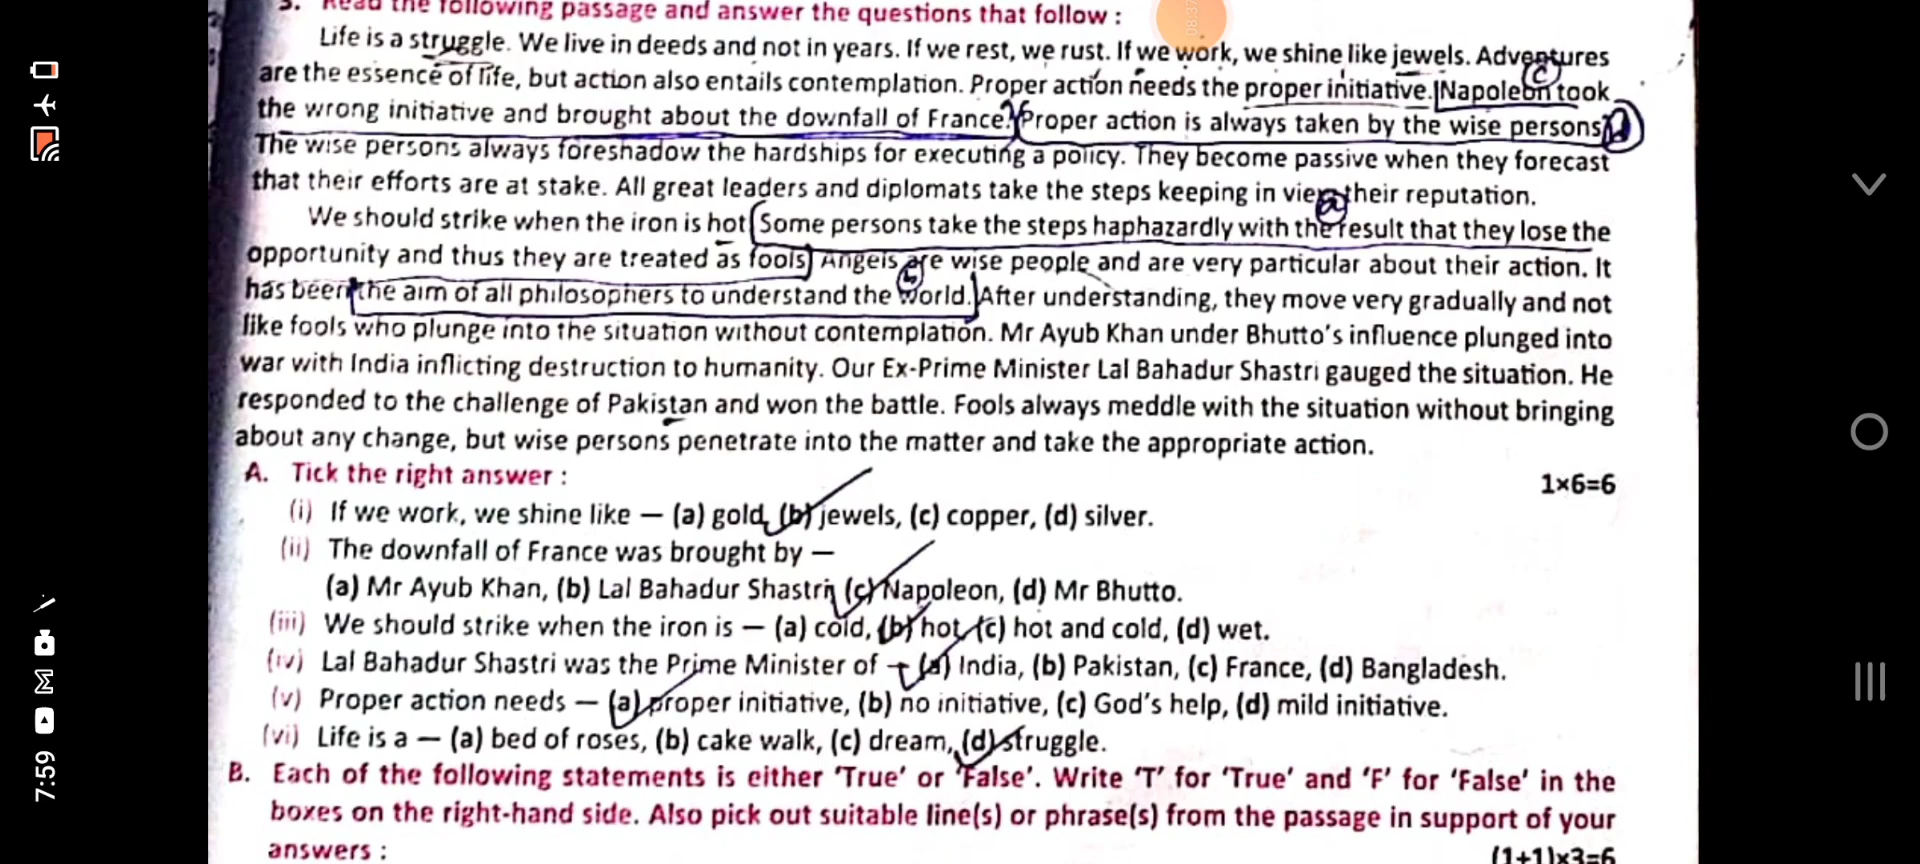 3. Read the following passage and answer the questions that follow :
Life is a struggle. We live in deeds and not in years. If we rest, we rust. If we work, we shine like jewels. Adventures
are the essence of life, but action also entails contemplation. Proper action needs the proper initiative. Napoleon took
the wrong initiative and brought about the downfall of France. Proper action is always taken by the wise persons.
The wise persons always foreshadow the hardships for executing a policy. They become passive when they forecast
that their efforts are at stake. All great leaders and diplomats take the steps keeping in view their reputation.
We should strike when the iron is hot. Some persons take the steps haphazardly with the result that they lose the
opportunity and thus they are treated as fools. Angels are wise people and are very particular about their action. It
has been the aim of all philosophers to understand the world. After understanding, they move very gradually and not
like fools who plunge into the situation without contemplation. Mr Ayub Khan under Bhutto's influence plunged into
war with India inflicting destruction to humanity. Our Ex-Prime Minister Lal Bahadur Shastri gauged the situation. He
responded to the challenge of Pakistan and won the battle. Fools always meddle with the situation without bringing
about any change, but wise persons penetrate into the matter and take the appropriate action.
A. Tick the right answer : 1×6=6
(i) If we work, we shine like — (a) gold, (b) jewels, (c) copper, (d) silver.
(ii) The downfall of France was brought by —
(a) Mr Ayub Khan, (b) Lal Bahadur Shastri, (c) Napoleon, (d) Mr Bhutto.
(iii) We should strike when the iron is — (a) cold, (b) hot, (c) hot and cold, (d) wet.
(iv) Lal Bahadur Shastri was the Prime Minister of — (a) India, (b) Pakistan, (c) France, (d) Bangladesh.
(v) Proper action needs — (a) proper initiative, (b) no initiative, (c) God's help, (d) mild initiative.
(vi) Life is a — (a) bed of roses, (b) cake walk, (c) dream, (d) struggle.
B. Each of the following statements is either 'True' or 'False'. Write 'T' for 'True' and 'F' for 'False' in the
boxes on the right-hand side. Also pick out suitable line(s) or phrase(s) from the passage in support of your
answers : (1+1)×3=6
7:59
08:37